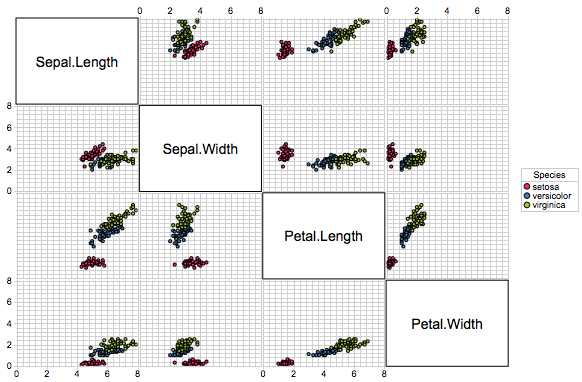 0 2 4 6 8 0 2 4 6 8
Sepal.Length
8
6
4
2
0
Sepal.Width
Species
setosa
versicolor
virginica
Petal.Length
8
6
4
2
0
Petal.Width
0 2 4 6 8 0 2 4 6 8